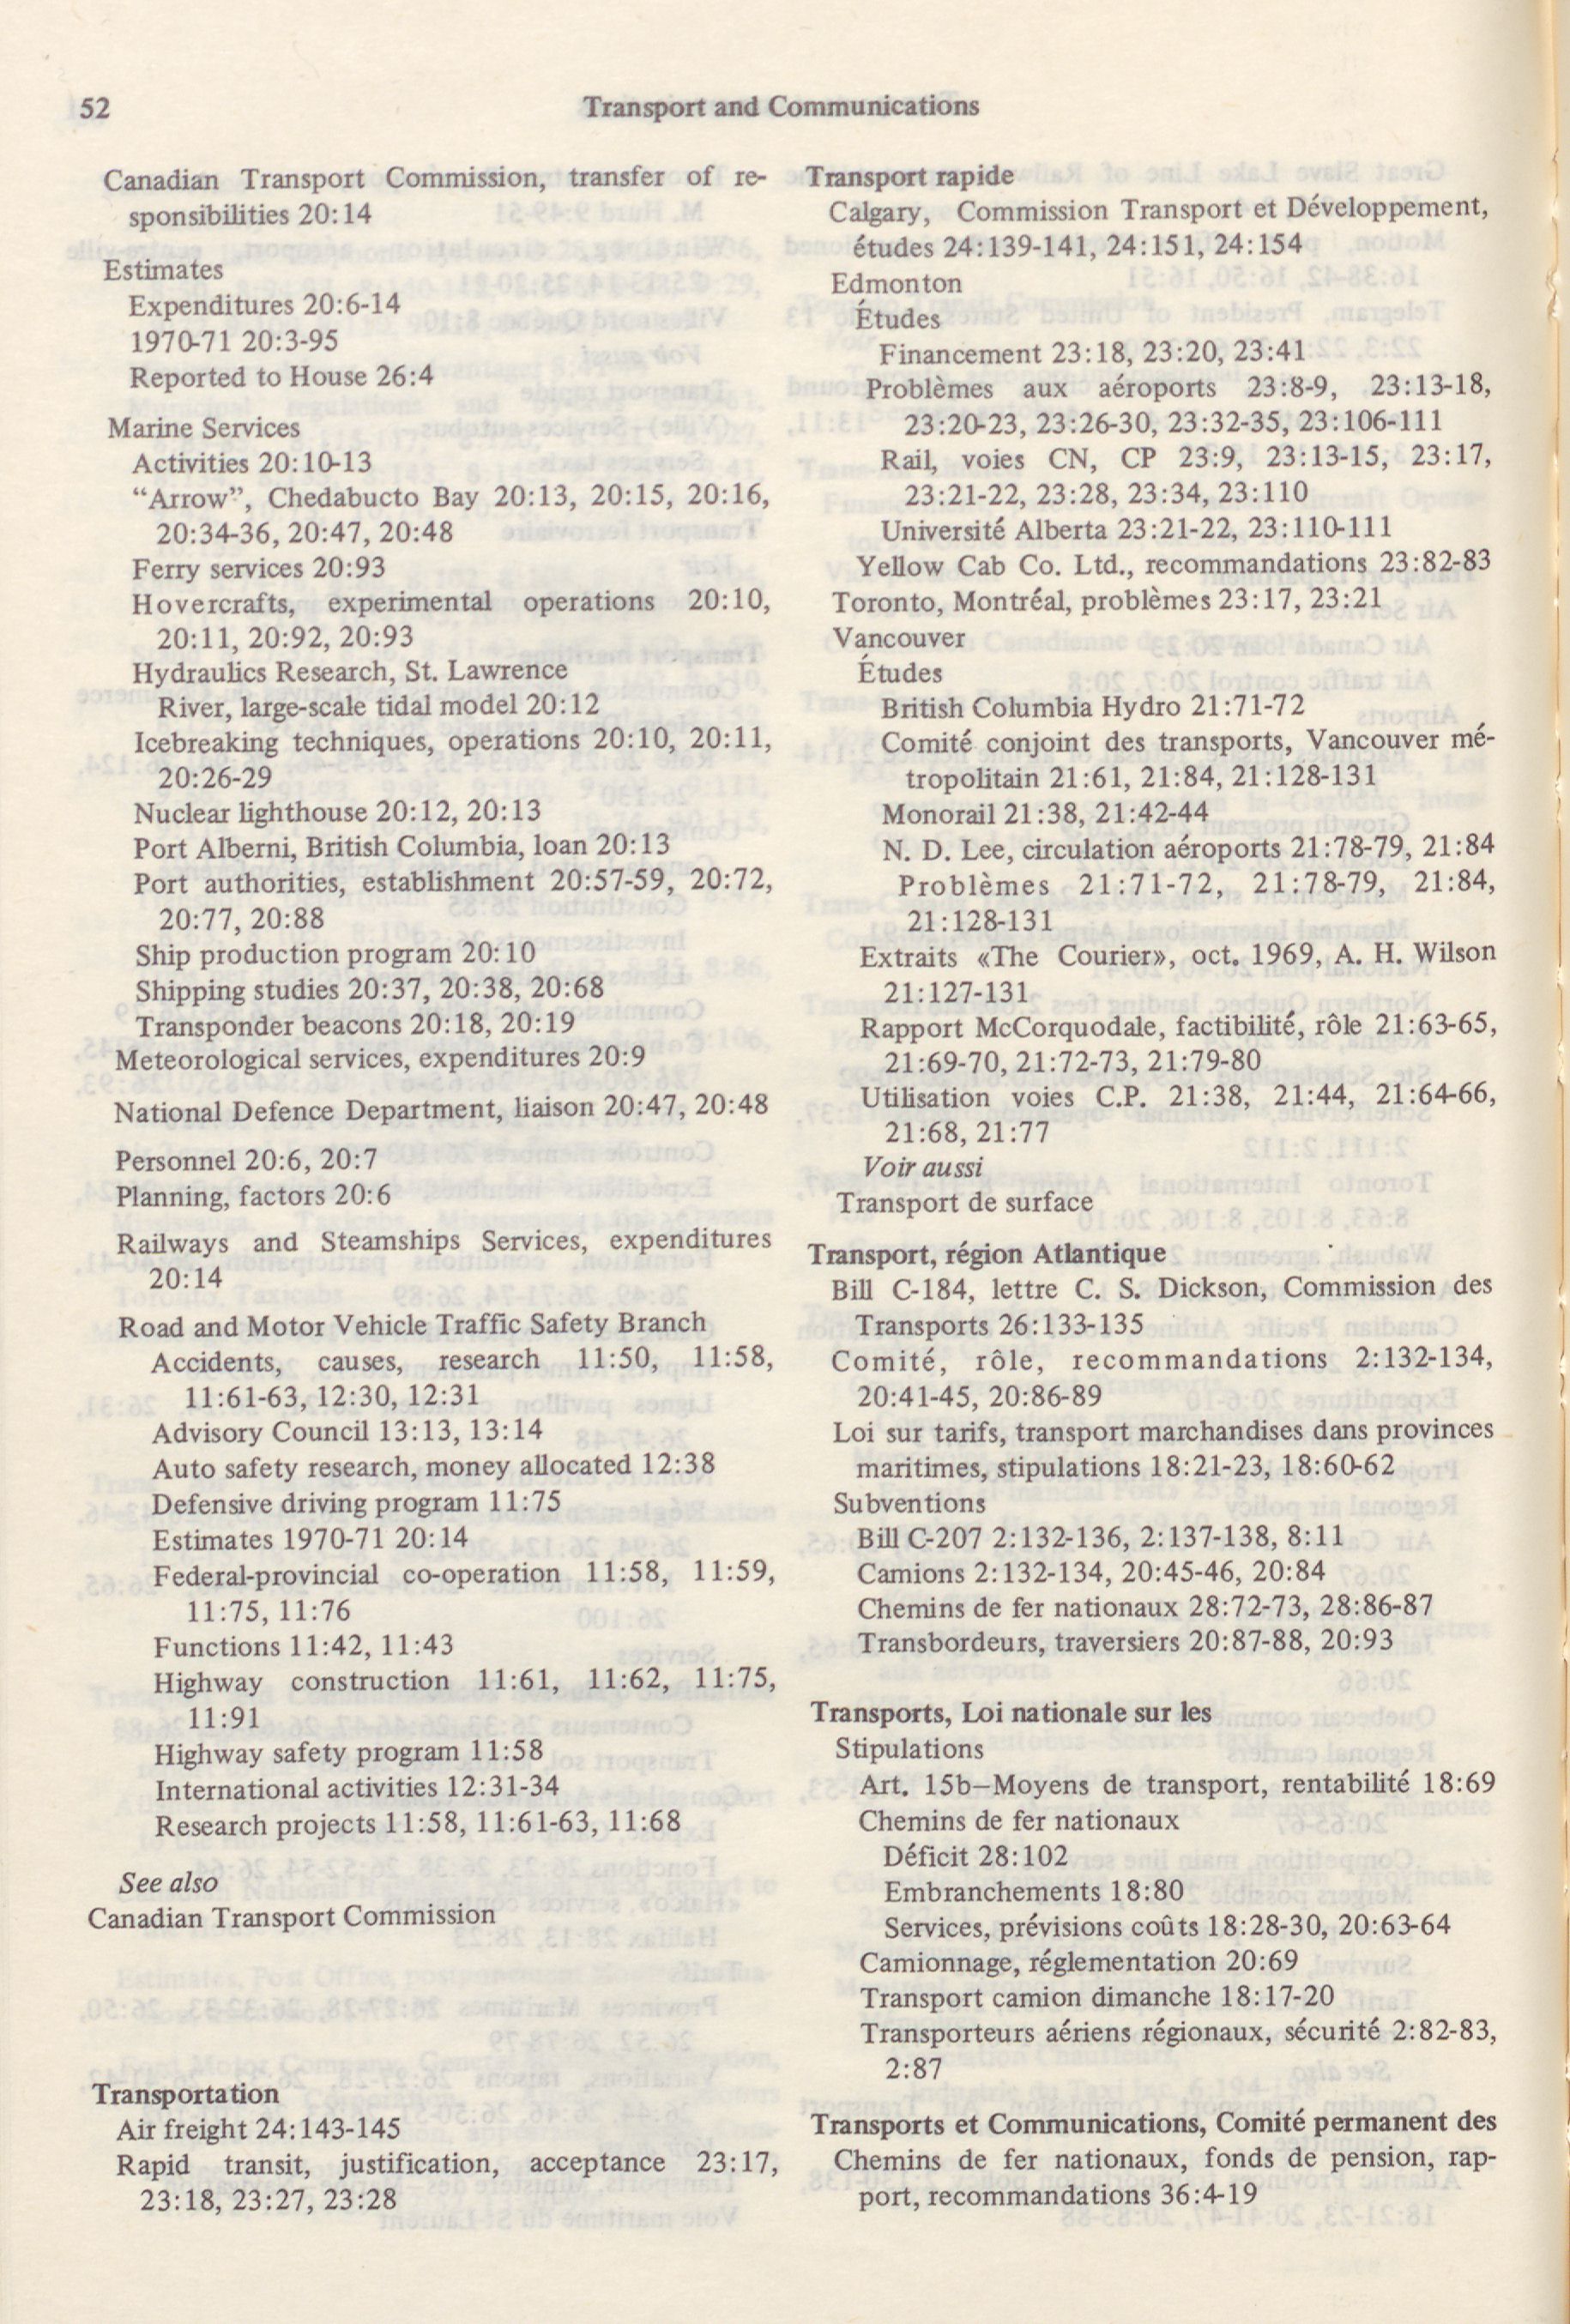 52
Transport and Communications
Canadian Transport Commission, transfer of re-
sponsibilities 20:14
Estimates
Expenditures 20:6-14
1970-71 20:3-95
Reported to House 26:4
Marine Services
Activities 20:10-13
“Arrow”, Chedabucto Bay 20:13, 20:15, 20:16,
20:34-36, 20:47, 20:48
Ferry services 20:93
Hovercrafts, experimental operations 20:10,
20:11, 20:92, 20:93
Hydraulics Research, St. Lawrence
River, large-scale tidal model 20:12
Icebreaking techniques, operations 20:10, 20:11,
20:26-29
Nuclear lighthouse 20:12, 20:13
Port Alberni, British Columbia, loan 20:13
Port authorities, establishment 20:57-59, 20:72,
20:77, 20:88
Ship production program 20:10
Shipping studies 20:37, 20:38, 20:68
Transponder beacons 20:18, 20:19
Meteorological services, expenditures 20:9
National Defence Department, liaison 20:47, 20:48
Personnel 20:6, 20:7
Planning, factors 20:6
Railways and Steamships Services, expenditures
20:14
Road and Motor Vehicle Traffic Safety Branch
Accidents, causes, research 11:50, 11:58,
11:61-63, 12:30, 12:31
Advisory Council 13:13, 13:14
Auto safety research, money allocated 12:38
Defensive driving program 11:75
Estimates 1970-71 20:14
Federal-provincial co-operation 11:58, 11:59,
11:75, 11:76
Functions 11:42, 11:43
Highway construction 11:61, 11:62, 11:75,
11:91
Highway safety program 11:58
International activities 12:31-34
Research projects 11:58, 11:61-63, 11:68
See also
Canadian Transport Commission
Transportation
Air freight 24:143-145
Rapid transit, justification, acceptance 23:17,
23:18, 23:27, 23:28
Transport rapide
Calgary, Commission Transport et Développement,
études 24:139-141, 24:151, 24:154
Edmonton
Études
Financement 23:18, 23:20, 23:41
Problèmes aux aéroports 23:8-9, 23:13-18,
23:20-23, 23:26-30, 23:32-35, 23:106-111
Rail, voies CN, CP 23:9, 23:13-15, 23:17,
23:21-22, 23:28, 23:34, 23:110
Université Alberta 23:21-22, 23:110-111
Yellow Cab Co. Ltd., recommandations 23:82-83
Toronto, Montréal, problèmes 23:17, 23:21
Vancouver
Études
British Columbia Hydro 21:71-72
Comité conjoint des transports, Vancouver mé-
tropolitain 21:61, 21:84, 21:128-131
Monorail 21:38, 21:42-44
N. D. Lee, circulation aéroports 21:78-79, 21:84
Problèmes 21:71-72, 21:78-79, 21:84,
21:128-131
Extraits «The Courier», oct. 1969, A. H. Wilson
21:127-131
Rapport McCorquodale, factibilité, rôle 21:63-65,
21:69-70, 21:72-73, 21:79-80
Utilisation voies C.P. 21:38, 21:44, 21:64-66,
21:68, 21:77
Voir aussi
Transport de surface
Transport, région Atlantique
Bill C-184, lettre C. S. Dickson, Commission des
Transports 26:133-135
Comité, rôle, recommandations 2:132-134,
20:41-45, 20:86-89
Loi sur tarifs, transport marchandises dans provinces
maritimes, stipulations 18:21-23, 18:60-62
Subventions
Bill C-207 2:132-136, 2:137-138, 8:11
Camions 2:132-134, 20:45-46, 20:84
Chemins de fer nationaux 28:72-73, 28:86-87
Transbordeurs, traversiers 20:87-88, 20:93
Transports, Loi nationale sur les
Stipulations
Art. 15b—Moyens de transport, rentabilité 18:69
Chemins de fer nationaux
Déficit 28:102
Embranchements 18:80
Services, prévisions coûts 18:28-30, 20:63-64
Camionnage, réglementation 20:69
Transport camion dimanche 18:17-20
Transporteurs aériens régionaux, sécurité 2:82-83,
2:87
Transports et Communications, Comité permanent des
Chemins de fer nationaux, fonds de pension, rap-
port, recommandations 36:4-19